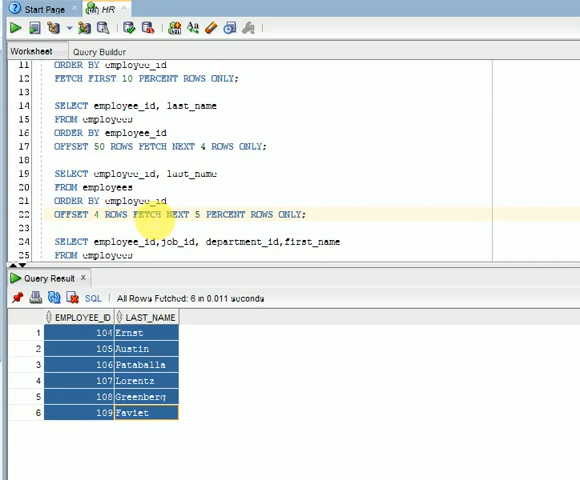 Start Page
HR
Worksheet
Query Builder
11 ORDER BY employee_id
12 FETCH FIRST 10 PERCENT ROWS ONLY;
13
14 SELECT employee_id, last_name
15 FROM employees
16 ORDER BY employee_id
17 OFFSET 50 ROWS FETCH NEXT 4 ROWS ONLY;
18
19 SELECT employee_id, last_name
20 FROM employees
21 ORDER BY employee_id
22 OFFSET 4 ROWS FETCH NEXT 5 PERCENT ROWS ONLY;
23
24 SELECT employee_id,job_id, department_id,first_name
25 FROM employees
Query Result ×
SQL | All Rows Fetched: 6 in 0.011 seconds
EMPLOYEE_ID LAST_NAME
1 104 Ernst
2 105 Austin
3 106 Pataballa
4 107 Lorentz
5 108 Greenberg
6 109 Faviet